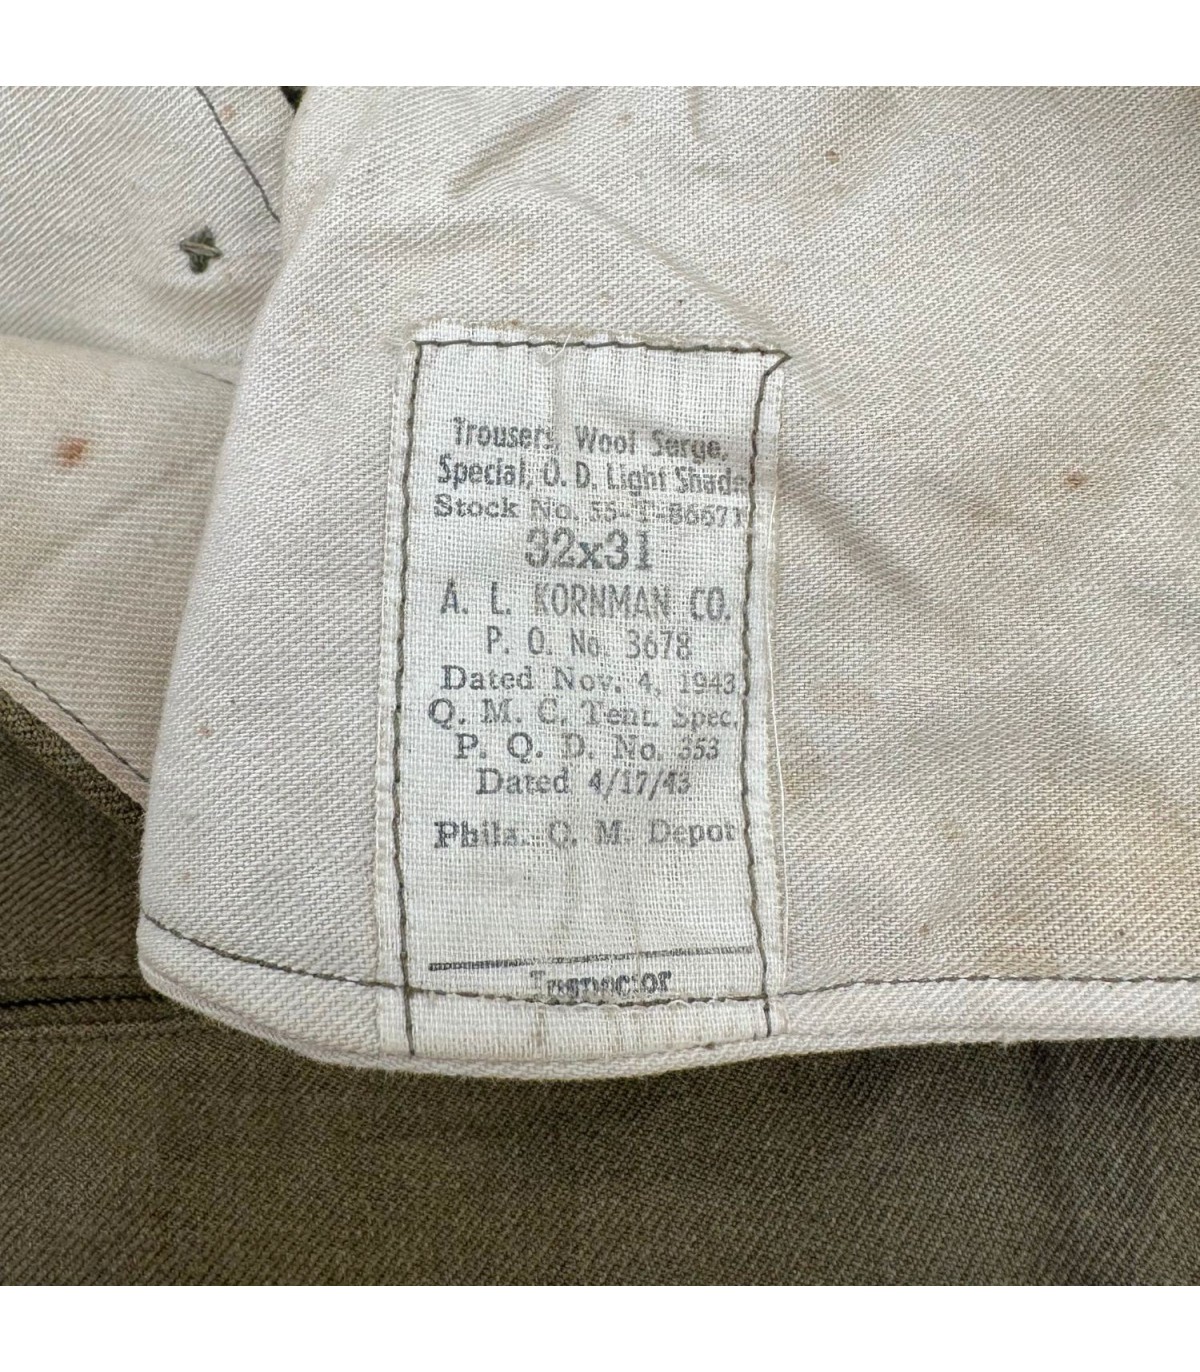 Trousers, Wool Serge,
Special, O. D. Light Shade
Stock No. 55-T-86671
32x31
A. L. KORNMAN CO.
P. O. No. 3678
Dated Nov. 4, 1943
Q. M. C. Tent. Spec.
P. Q. D. No. 353
Dated 4/17/43
Phila. Q. M. Depot
Inspector